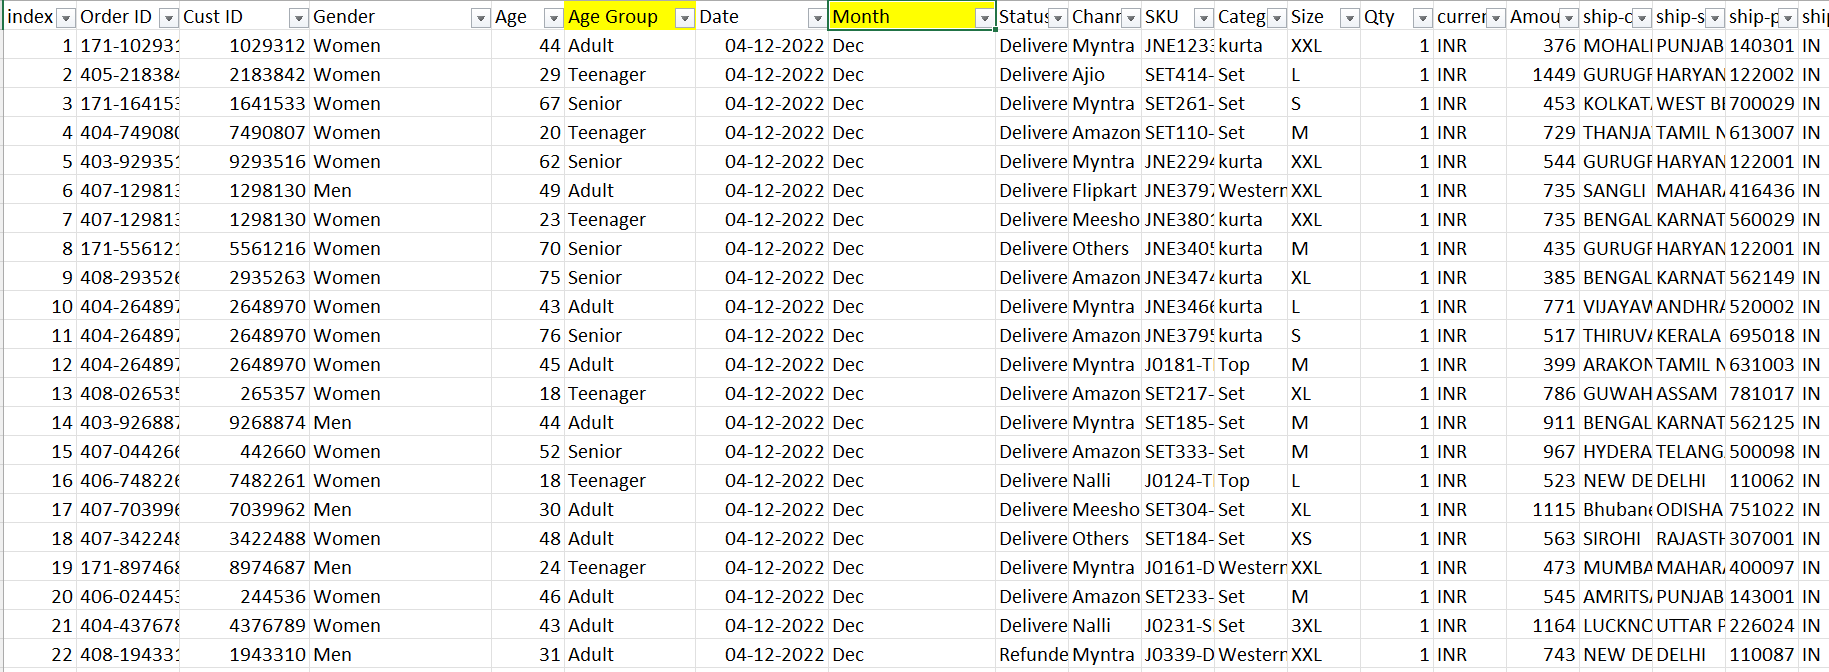 index Order ID Cust ID Gender Age Age Group Date Month Status Chann SKU Categ Size Qty curren Amou ship-c ship-s ship-p ship
1 171-102931 1029312 Women 44 Adult 04-12-2022 Dec Delivere Myntra JNE1233 kurta XXL 1 INR 376 MOHALI PUNJAB 140301 IN
2 405-218384 2183842 Women 29 Teenager 04-12-2022 Dec Delivere Ajio SET414- Set L 1 INR 1449 GURUGR HARYAN 122002 IN
3 171-164153 1641533 Women 67 Senior 04-12-2022 Dec Delivere Myntra SET261- Set S 1 INR 453 KOLKAT WEST BE 700029 IN
4 404-749080 7490807 Women 20 Teenager 04-12-2022 Dec Delivere Amazon SET110- Set M 1 INR 729 THANJA TAMIL N 613007 IN
5 403-929351 9293516 Women 62 Senior 04-12-2022 Dec Delivere Myntra JNE2294 kurta XXL 1 INR 544 GURUGR HARYAN 122001 IN
6 407-129813 1298130 Men 49 Adult 04-12-2022 Dec Delivere Flipkart JNE3797 Western XXL 1 INR 735 SANGLI MAHARA 416436 IN
7 407-129813 1298130 Women 23 Teenager 04-12-2022 Dec Delivere Meesho JNE3801 kurta XXL 1 INR 735 BENGAL KARNAT 560029 IN
8 171-556121 5561216 Women 70 Senior 04-12-2022 Dec Delivere Others JNE3405 kurta M 1 INR 435 GURUGR HARYAN 122001 IN
9 408-293526 2935263 Women 75 Senior 04-12-2022 Dec Delivere Amazon JNE3474 kurta XL 1 INR 385 BENGAL KARNAT 562149 IN
10 404-264897 2648970 Women 43 Adult 04-12-2022 Dec Delivere Myntra JNE3466 kurta L 1 INR 771 VIJAYAW ANDHRA 520002 IN
11 404-264897 2648970 Women 76 Senior 04-12-2022 Dec Delivere Amazon JNE3795 kurta S 1 INR 517 THIRUVA KERALA 695018 IN
12 404-264897 2648970 Women 45 Adult 04-12-2022 Dec Delivere Myntra J0181-T Top M 1 INR 399 ARAKON TAMIL N 631003 IN
13 408-026535 265357 Women 18 Teenager 04-12-2022 Dec Delivere Amazon SET217- Set XL 1 INR 786 GUWAH ASSAM 781017 IN
14 403-926887 9268874 Men 44 Adult 04-12-2022 Dec Delivere Myntra SET185- Set M 1 INR 911 BENGAL KARNAT 562125 IN
15 407-044266 442660 Women 52 Senior 04-12-2022 Dec Delivere Amazon SET333- Set M 1 INR 967 HYDERA TELANG 500098 IN
16 406-748226 7482261 Women 18 Teenager 04-12-2022 Dec Delivere Nalli J0124-T Top L 1 INR 523 NEW DE DELHI 110062 IN
17 407-703996 7039962 Men 30 Adult 04-12-2022 Dec Delivere Meesho SET304- Set XL 1 INR 1115 Bhubane ODISHA 751022 IN
18 407-342248 3422488 Women 48 Adult 04-12-2022 Dec Delivere Others SET184- Set XS 1 INR 563 SIROHI RAJASTH 307001 IN
19 171-897468 8974687 Men 24 Teenager 04-12-2022 Dec Delivere Myntra J0161-D Western XXL 1 INR 473 MUMBA MAHARA 400097 IN
20 406-024453 244536 Women 46 Adult 04-12-2022 Dec Delivere Amazon SET233- Set M 1 INR 545 AMRITSA PUNJAB 143001 IN
21 404-437678 4376789 Women 43 Adult 04-12-2022 Dec Delivere Nalli J0231-S Set 3XL 1 INR 1164 LUCKNO UTTAR P 226024 IN
22 408-194331 1943310 Men 31 Adult 04-12-2022 Dec Refunde Myntra J0339-D Western XXL 1 INR 743 NEW DE DELHI 110087 IN